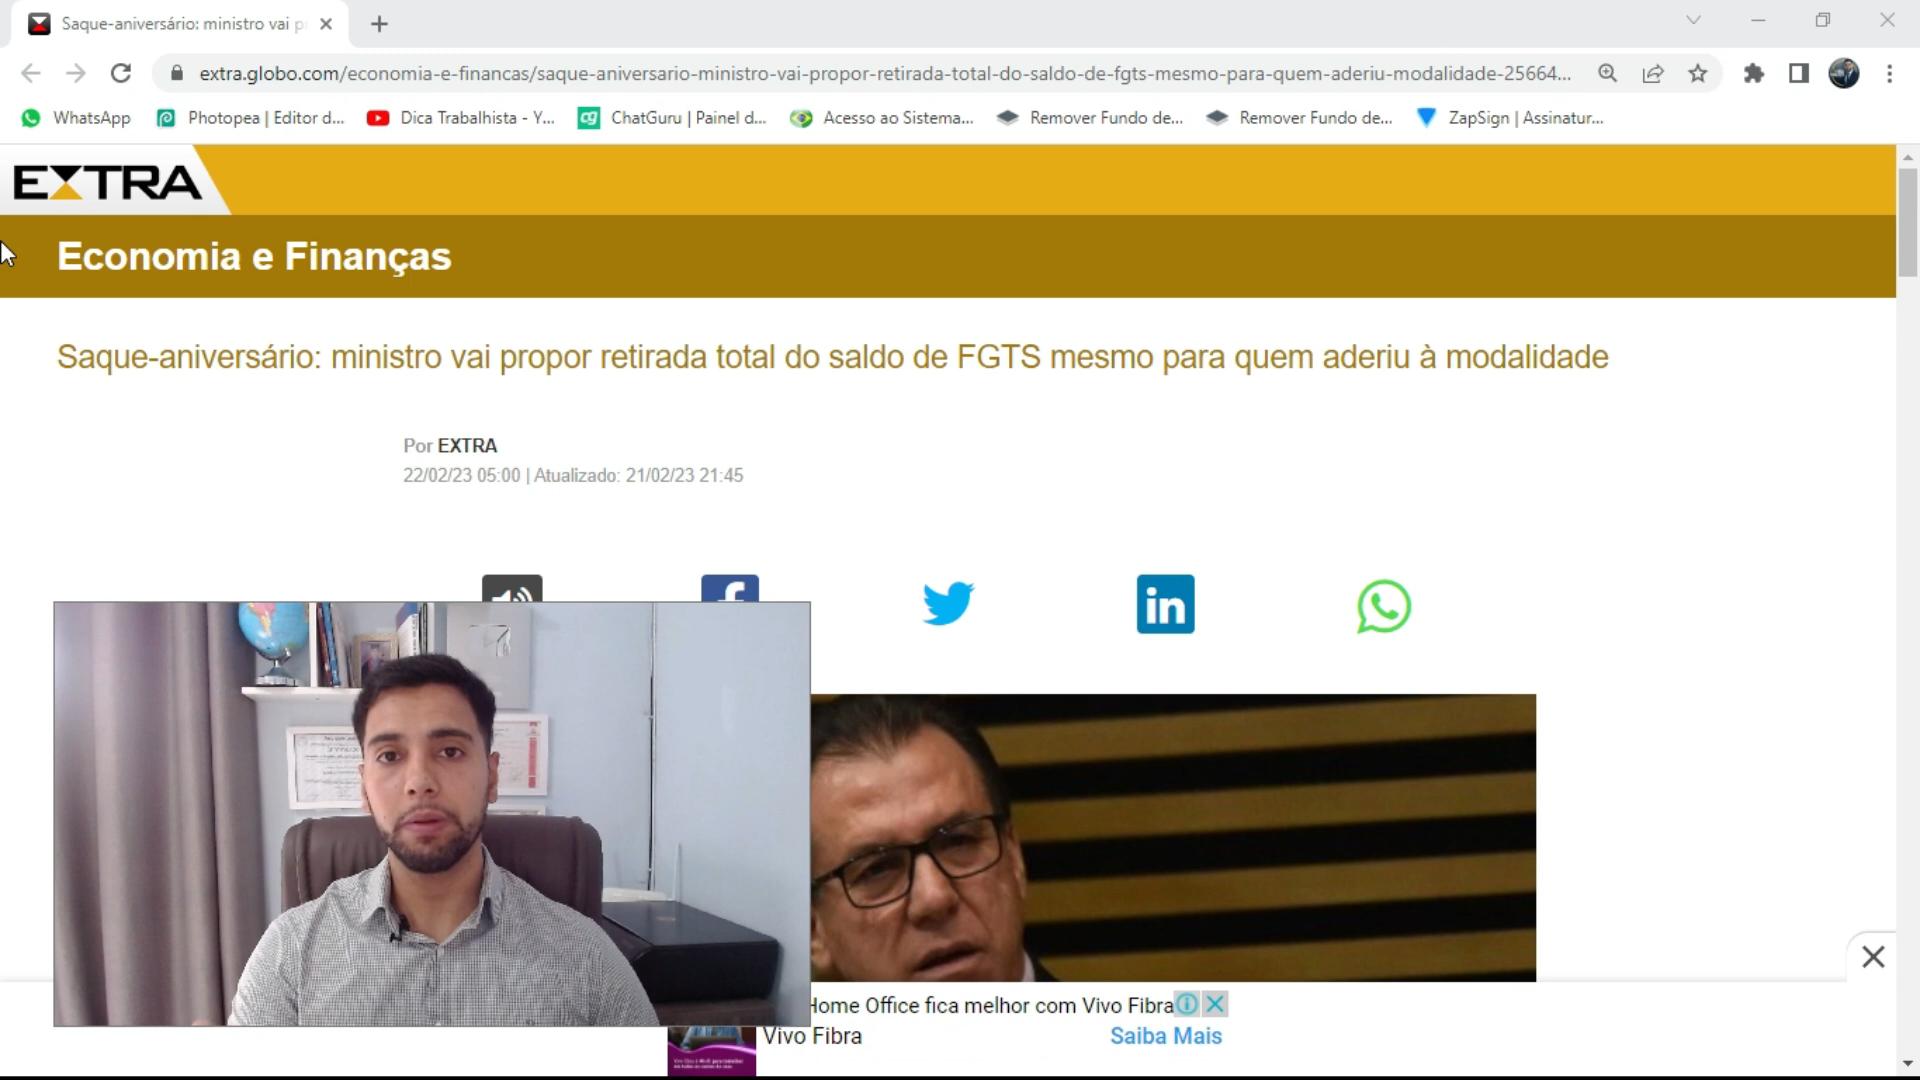 Saque-aniversário: ministro vai p
extra.globo.com/economia-e-financas/saque-aniversario-ministro-vai-propor-retirada-total-do-saldo-de-fgts-mesmo-para-quem-aderiu-modalidade-25664...
WhatsApp
Photopea | Editor d...
Dica Trabalhista - Y...
cg
ChatGuru | Painel d...
Acesso ao Sistema...
Remover Fundo de...
Remover Fundo de...
ZapSign | Assinatur...
EXTRA
Economia e Finanças
Saque-aniversário: ministro vai propor retirada total do saldo de FGTS mesmo para quem aderiu à modalidade
Por EXTRA
22/02/23 05:00 | Atualizado: 21/02/23 21:45
f
in
Home Office fica melhor com Vivo Fibra
Vivo Fibra
Saiba Mais